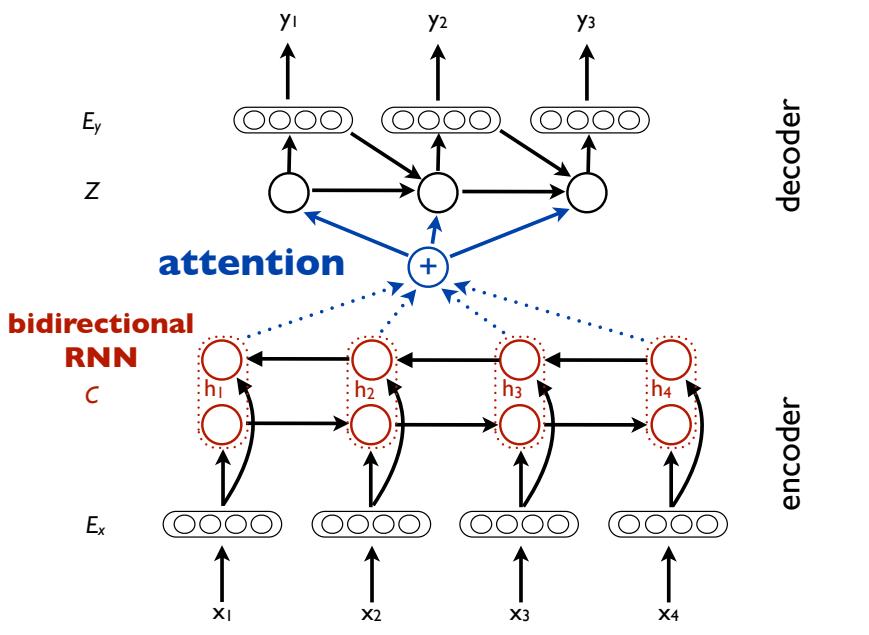 y1 y2 y3
Ey
decoder
Z
attention
+
bidirectional
RNN
h1 h2 h3 h4
C
encoder
Ex
x1 x2 x3 x4